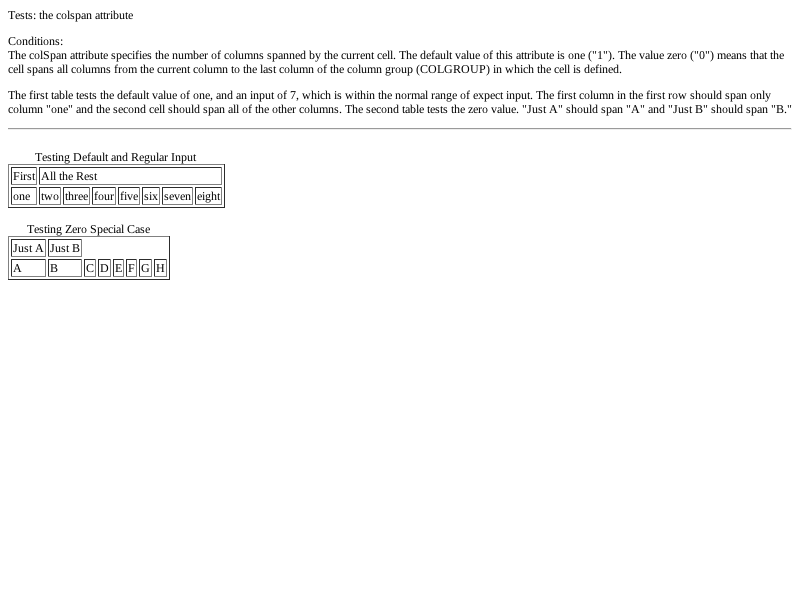 Tests: the colspan attribute
Conditions:
The colSpan attribute specifies the number of columns spanned by the current cell. The default value of this attribute is one ("1"). The value zero ("0") means that the
cell spans all columns from the current column to the last column of the column group (COLGROUP) in which the cell is defined.
The first table tests the default value of one, and an input of 7, which is within the normal range of expect input. The first column in the first row should span only
column "one" and the second cell should span all of the other columns. The second table tests the zero value. "Just A" should span "A" and "Just B" should span "B."
Testing Default and Regular Input
First All the Rest
one two three four five six seven eight
Testing Zero Special Case
Just A Just B
A B C D E F G H